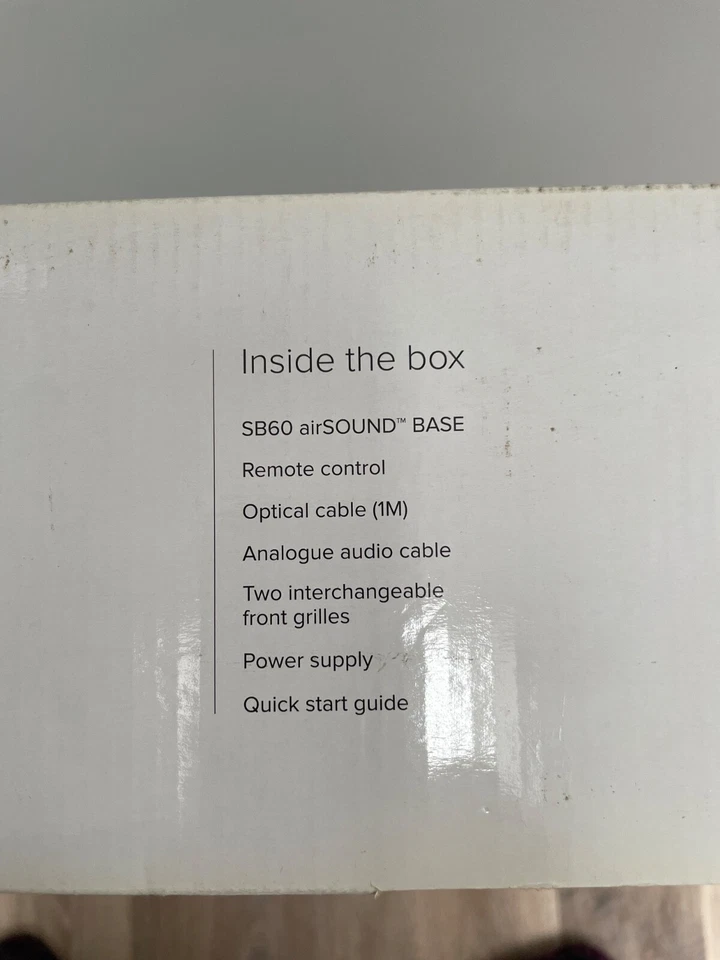 Inside the box
SB60 airSOUND™ BASE
Remote control
Optical cable (1M)
Analogue audio cable
Two interchangeable
front grilles
Power supply
Quick start guide